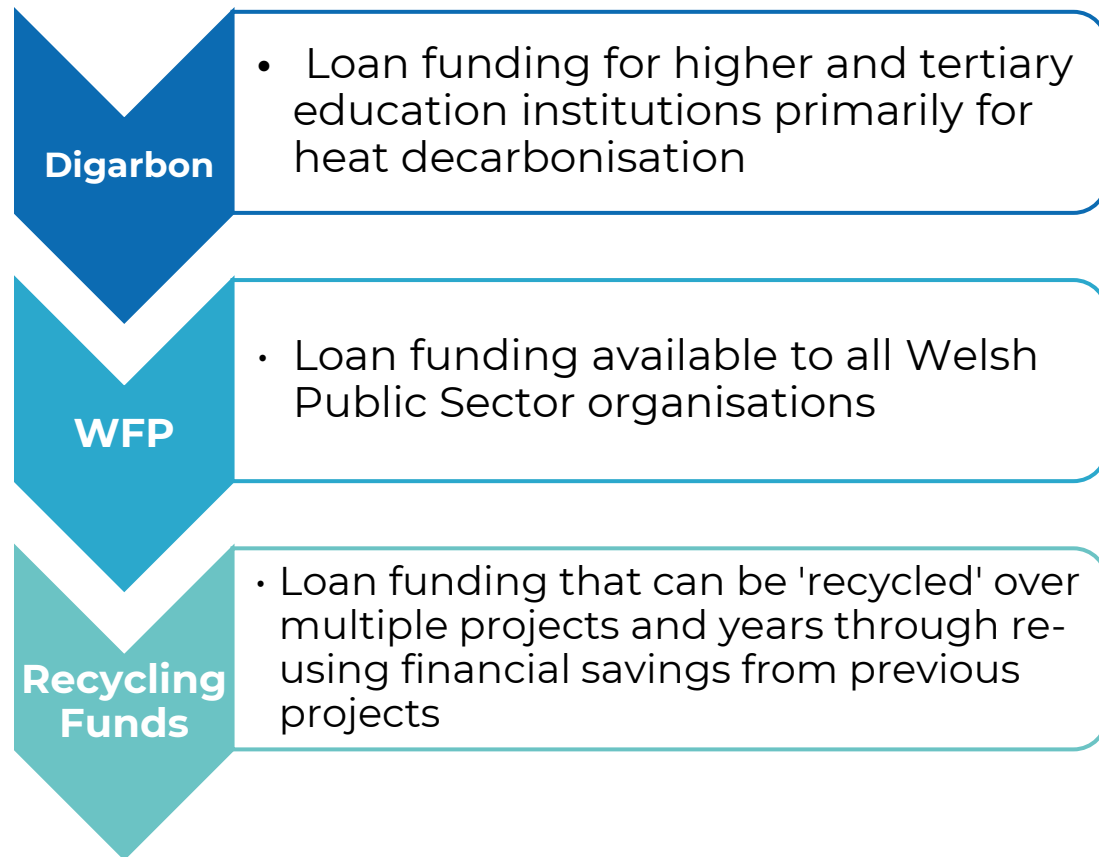 Digarbon
• Loan funding for higher and tertiary
education institutions primarily for
heat decarbonisation
WFP
• Loan funding available to all Welsh
Public Sector organisations
Recycling
Funds
• Loan funding that can be 'recycled' over
multiple projects and years through re-
using financial savings from previous
projects